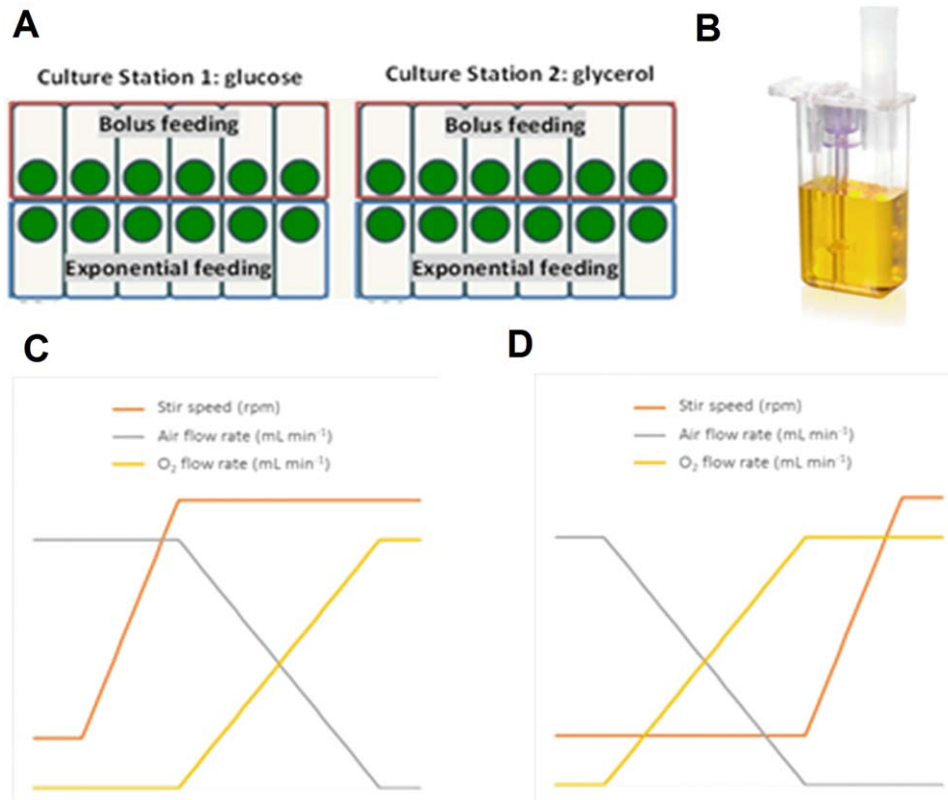 A
B
Culture Station 1: glucose
Culture Station 2: glycerol
Bolus feeding
Bolus feeding
Exponential feeding
Exponential feeding
C
D
Stir speed (rpm)
Air flow rate (mL min⁻¹)
O₂ flow rate (mL min⁻¹)
Stir speed (rpm)
Air flow rate (mL min⁻¹)
O₂ flow rate (mL min⁻¹)